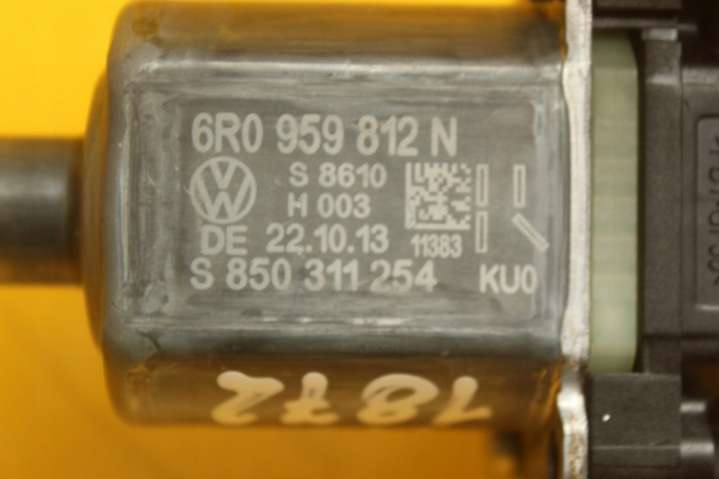 6R0 959 812 N
S 8610
H 003
DE 22.10.13
11383
S 850 311 254 KU0
1872